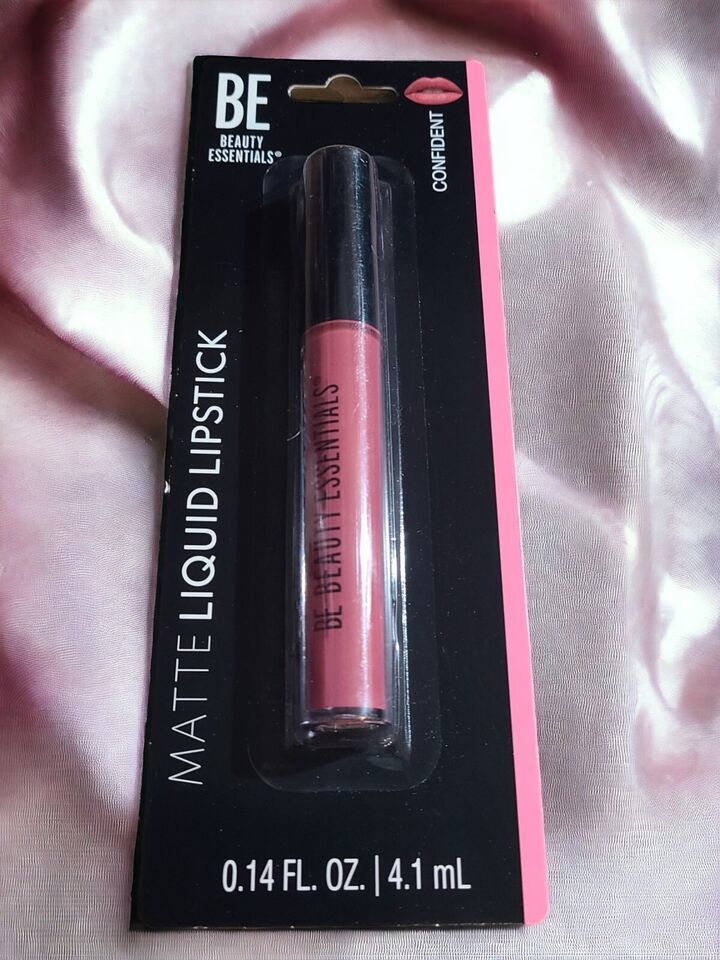 BE
BEAUTY
ESSENTIALS®
CONFIDENT
BE BEAUTY ESSENTIALS®
MATTE LIQUID LIPSTICK
0.14 FL. OZ. | 4.1 mL